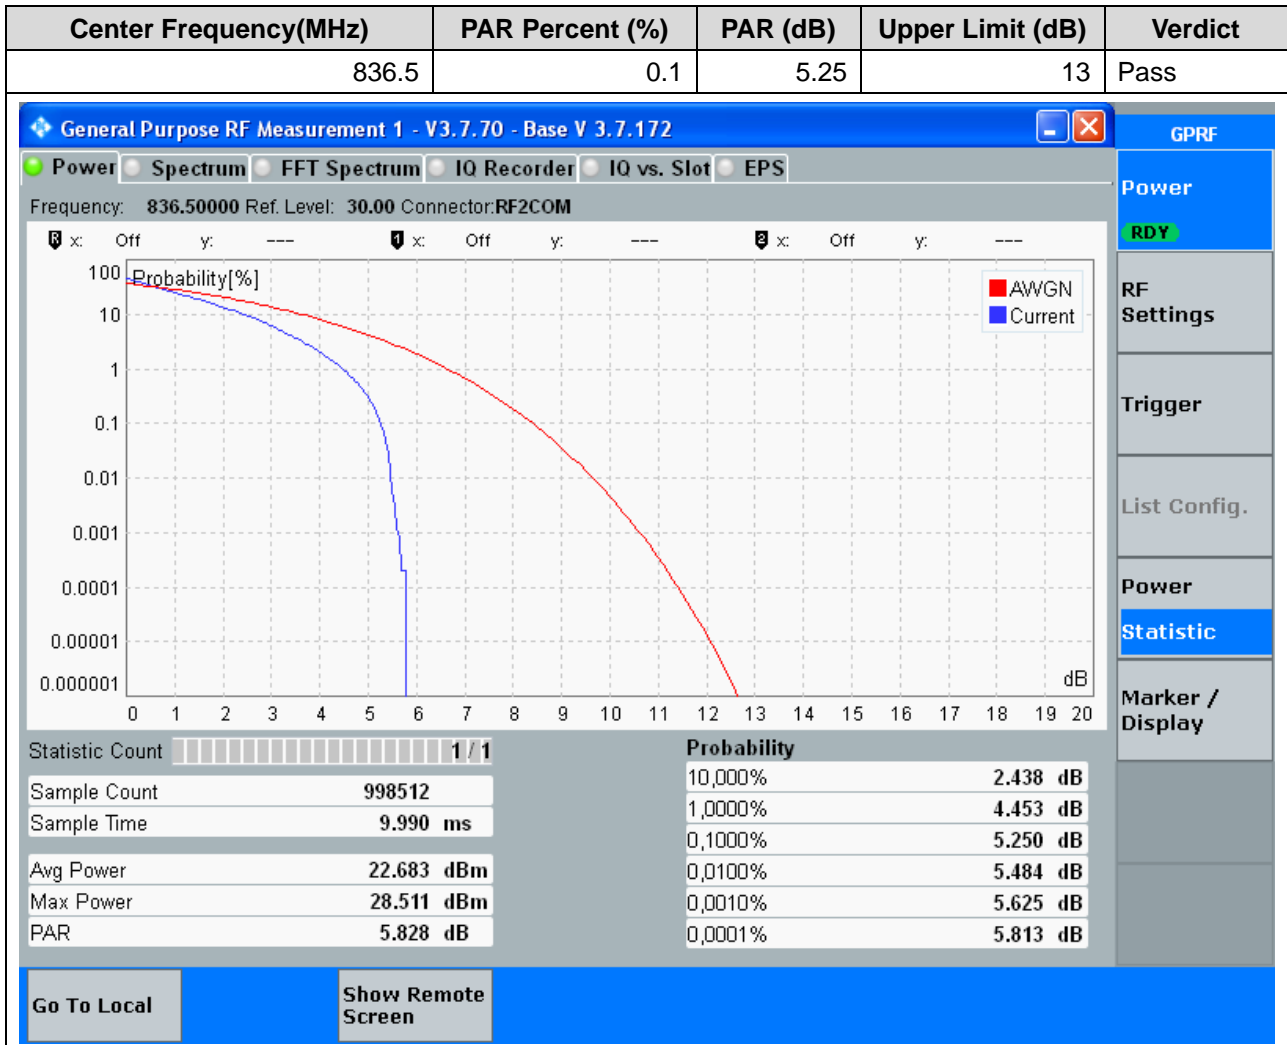 Center Frequency(MHz) PAR Percent (%) PAR (dB) Upper Limit (dB) Verdict
836.5 0.1 5.25 13 Pass
General Purpose RF Measurement 1 - V3.7.70 - Base V 3.7.172
GPRF
Power Spectrum FFT Spectrum IQ Recorder IQ vs. Slot EPS
Power
RDY
Frequency: 836.50000 Ref. Level: 30.00 Connector:RF2COM
R x: Off y: --- 1 x: Off y: --- 2 x: Off y: ---
Probability[%]
AWGN
Current
100
10
1
0.1
0.01
0.001
0.0001
0.00001
0.000001
dB
0 1 2 3 4 5 6 7 8 9 10 11 12 13 14 15 16 17 18 19 20
RF
Settings
Trigger
List Config.
Power
Statistic
Marker /
Display
Statistic Count 1 / 1
Sample Count 998512
Sample Time 9.990 ms
Avg Power 22.683 dBm
Max Power 28.511 dBm
PAR 5.828 dB
Probability
10,000% 2.438 dB
1,0000% 4.453 dB
0,1000% 5.250 dB
0,0100% 5.484 dB
0,0010% 5.625 dB
0,0001% 5.813 dB
Go To Local
Show Remote
Screen